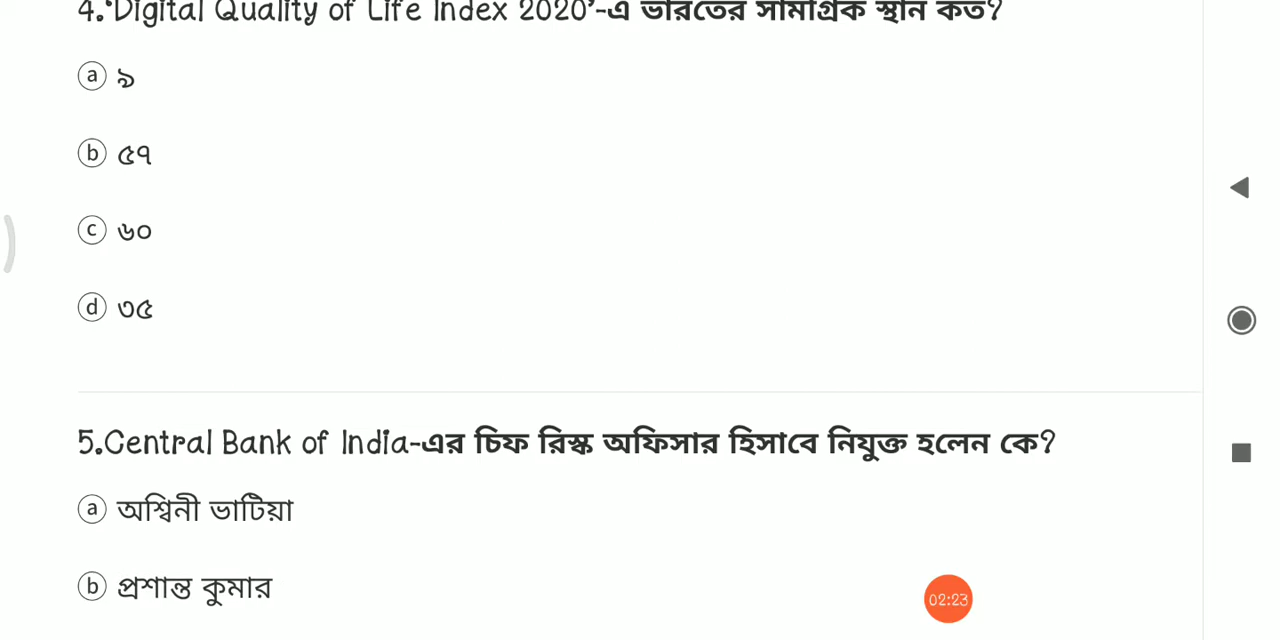 4.‘Digital Quality of Life Index 2020’-এ ভারতের সামগ্রিক স্থান কত?
a ৯
b ৫৭
c ৬০
d ৩৫
5.Central Bank of India-এর চিফ রিস্ক অফিসার হিসাবে নিযুক্ত হলেন কে?
a অশ্বিনী ভাটিয়া
b প্রশান্ত কুমার
02:23